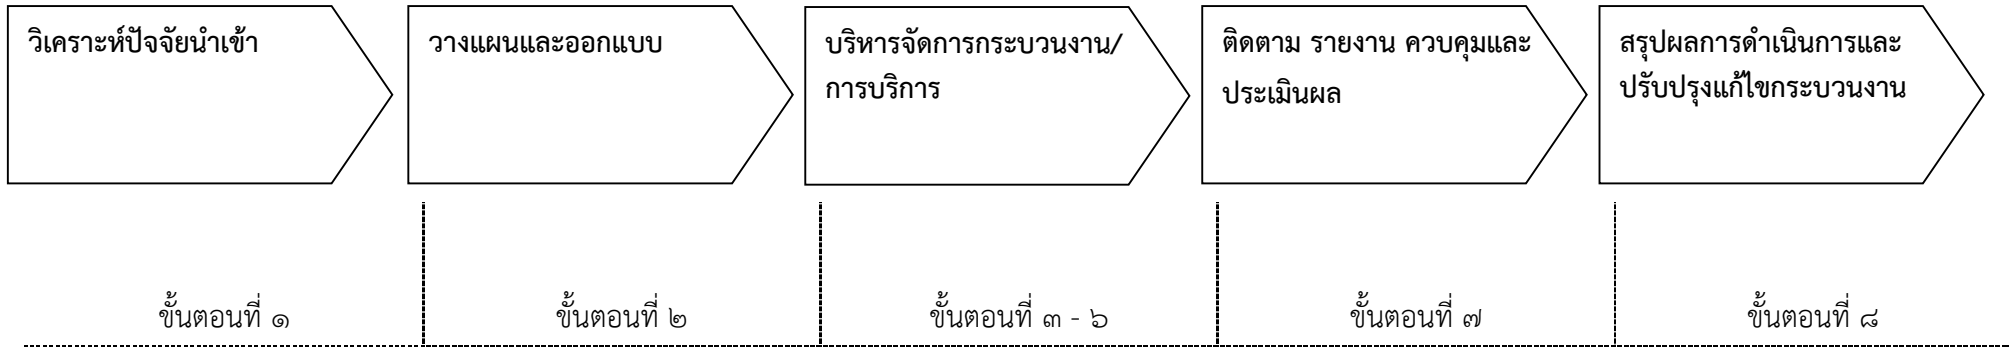 วิเคราะห์ปัจจัยนำเข้า
วางแผนและออกแบบ
บริหารจัดการกระบวนงาน/
การบริการ
ติดตาม รายงาน ควบคุมและ
ประเมินผล
สรุปผลการดำเนินการและ
ปรับปรุงแก้ไขกระบวนงาน
ขั้นตอนที่ ๑
ขั้นตอนที่ ๒
ขั้นตอนที่ ๓ - ๖
ขั้นตอนที่ ๗
ขั้นตอนที่ ๘